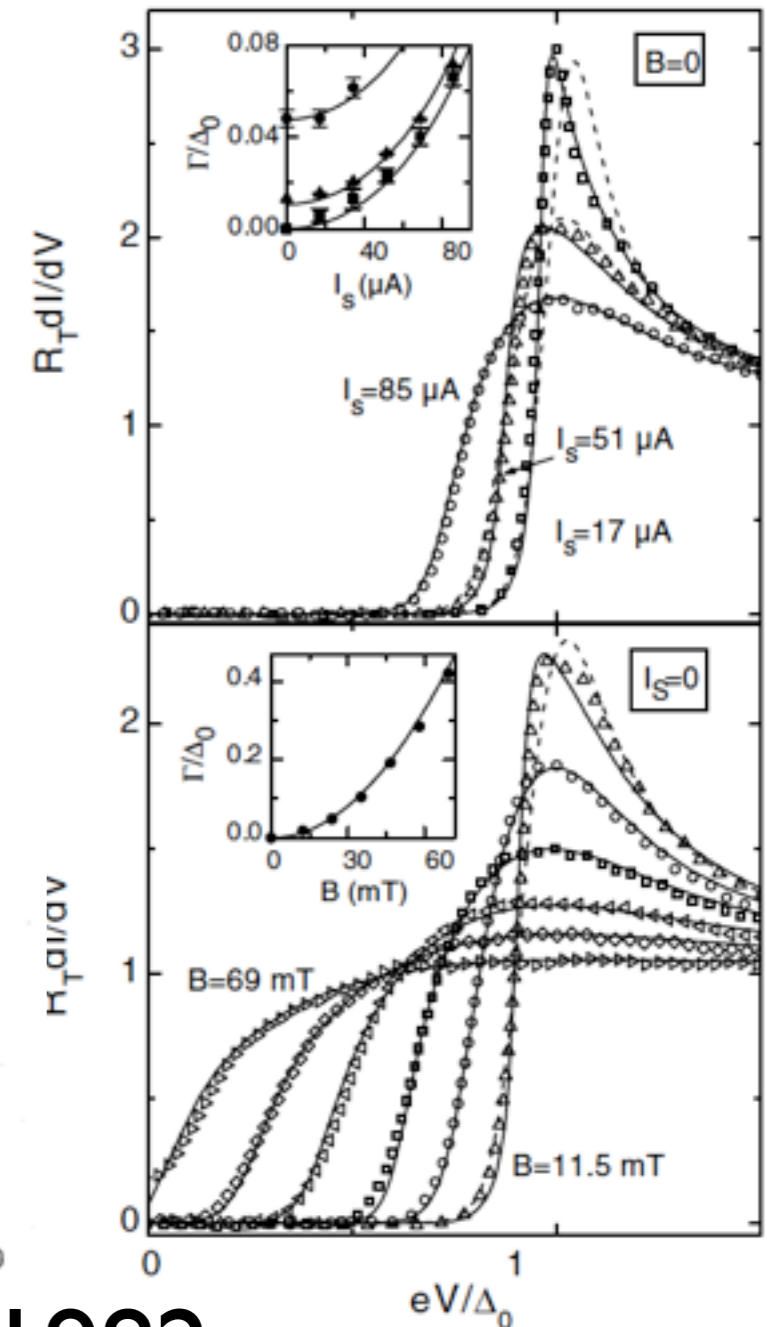 3
B=0
0.08
Γ/Δ0
0.04
0.00
0 40 80
Is (μA)
2
RTdI/dV
Is=85 μA
1
Is=51 μA
Is=17 μA
0
IS=0
0.4
Γ/Δ0
2
0.2
0.0
0 30 60
B (mT)
RTdI/dV
1
B=69 mT
B=11.5 mT
0
0 1
eV/Δ0